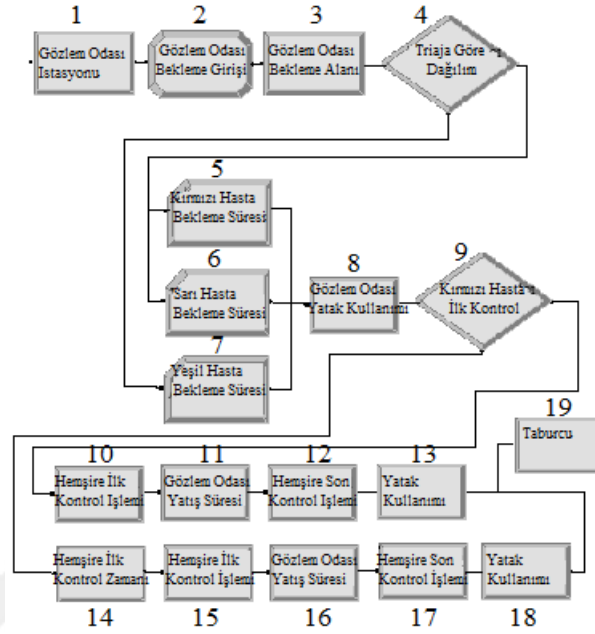 1
2
3
4
Gözlem Odası
Istasyonu
Gözlem Odası
Bekleme Girişi
Gözlem Odası
Bekleme Alanı
Triaja Göre
Dağılım
5
Kırmızı Hasta
Bekleme Süresi
6
Sarı Hasta
Bekleme Süresi
7
Yeşil Hasta
Bekleme Süresi
8
Gözlem Odası
Yatak Kullanımı
9
Kırmızı Hasta
İlk Kontrol
10
11
12
13
19
Hemşire İlk
Kontrol İşlemi
Gözlem Odası
Yatış Süresi
Hemşire Son
Kontrol İşlemi
Yatak
Kullanımı
Taburcu
Hemşire İlk
Kontrol Zamanı
Hemşire İlk
Kontrol İşlemi
Gözlem Odası
Yatış Süresi
Hemşire Son
Kontrol İşlemi
Yatak
Kullanımı
14
15
16
17
18